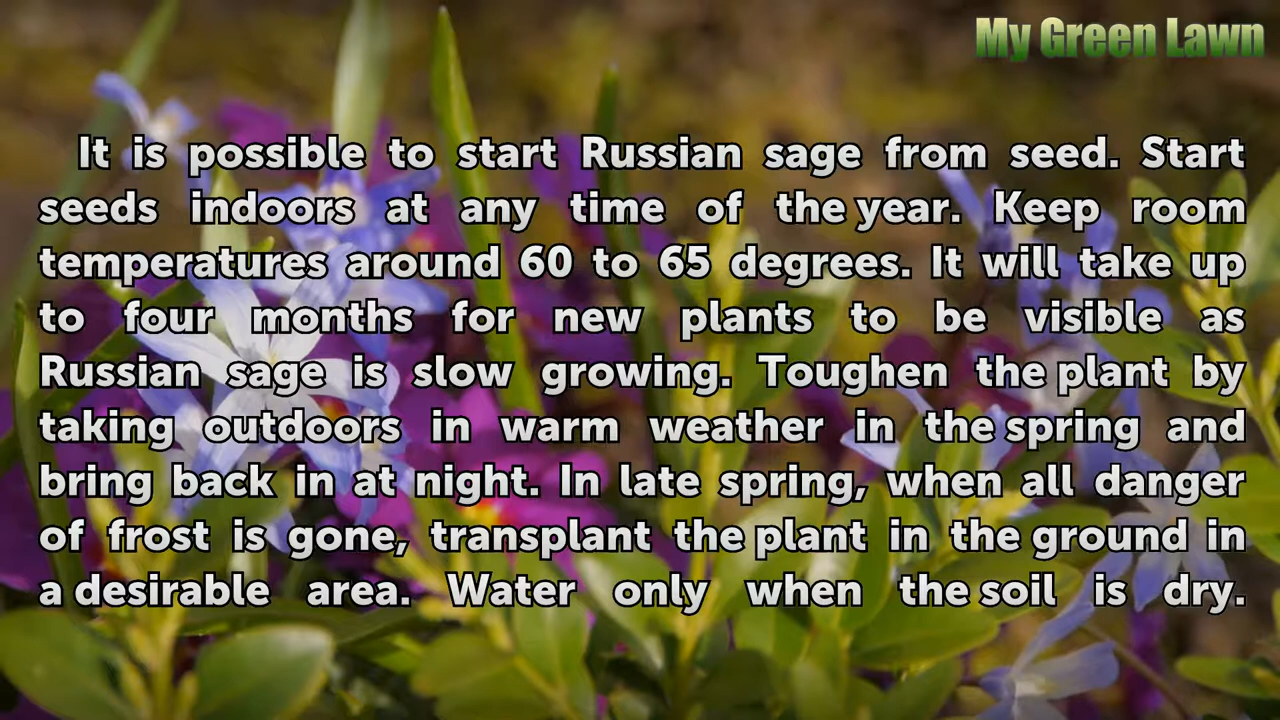 My Green Lawn
It is possible to start Russian sage from seed. Start
seeds indoors at any time of the year. Keep room
temperatures around 60 to 65 degrees. It will take up
to four months for new plants to be visible as
Russian sage is slow growing. Toughen the plant by
taking outdoors in warm weather in the spring and
bring back in at night. In late spring, when all danger
of frost is gone, transplant the plant in the ground in
a desirable area. Water only when the soil is dry.